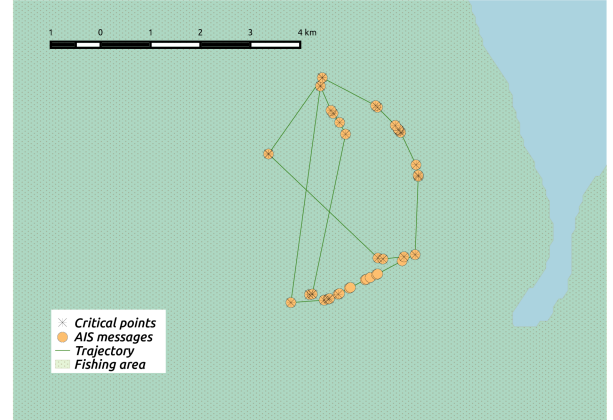 1 0 1 2 3 4 km
Critical points
AIS messages
Trajectory
Fishing area